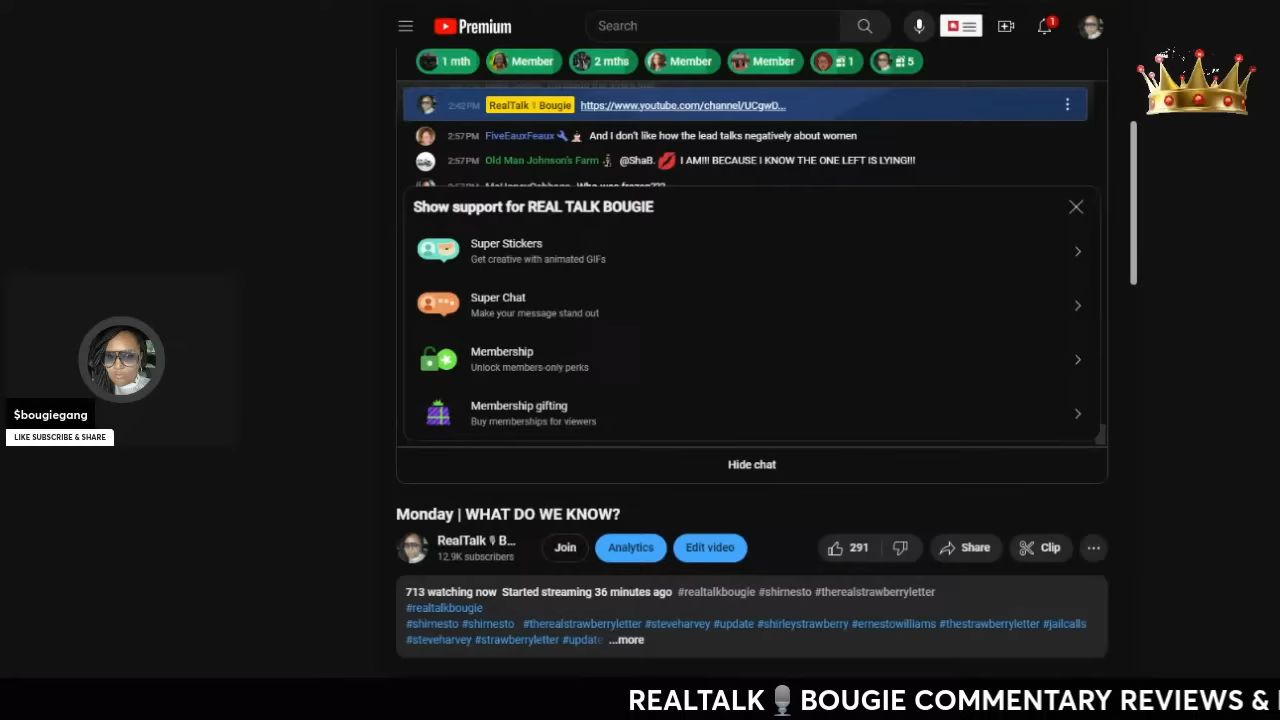 Premium
Search
1
1 mth
Member
2 mths
Member
Member
1
5
2:42PM RealTalk🎙Bougie https://www.youtube.com/channel/UCgwD...
2:57PM FiveEauxFeaux And I don't like how the lead talks negatively about women
2:57PM Old Man Johnson's Farm @ShaB. 💋 I AM!!! BECAUSE I KNOW THE ONE LEFT IS LYING!!!
Show support for REAL TALK BOUGIE
Super Stickers
Get creative with animated GIFs
Super Chat
Make your message stand out
Membership
Unlock members-only perks
Membership gifting
Buy memberships for viewers
Hide chat
$bougiegang
LIKE SUBSCRIBE & SHARE
Monday | WHAT DO WE KNOW?
RealTalk🎙B...
12.9K subscribers
Join
Analytics
Edit video
291
Share
Clip
713 watching now Started streaming 36 minutes ago #realtalkbougie #shirnesto #therealstrawberryletter
#realtalkbougie
#shirnesto #shirnesto #therealstrawberryletter #steveharvey #update #shirleystrawberry #ernestowilliams #thestrawberryletter #jailcalls
#steveharvey #strawberryletter #update ...more
REALTALK🎙BOUGIE COMMENTARY REVIEWS &